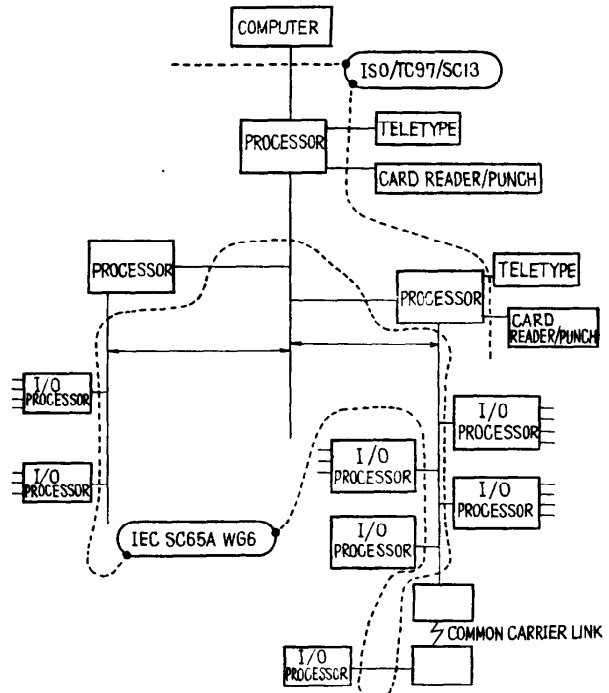 COMPUTER
ISO/TC97/SC13
PROCESSOR
TELETYPE
CARD READER/PUNCH
PROCESSOR
PROCESSOR
TELETYPE
CARD
READER/PUNCH
I/O
PROCESSOR
I/O
PROCESSOR
I/O
PROCESSOR
I/O
PROCESSOR
I/O
PROCESSOR
I/O
PROCESSOR
IEC SC65A WG6
COMMON CARRIER LINK
I/O
PROCESSOR